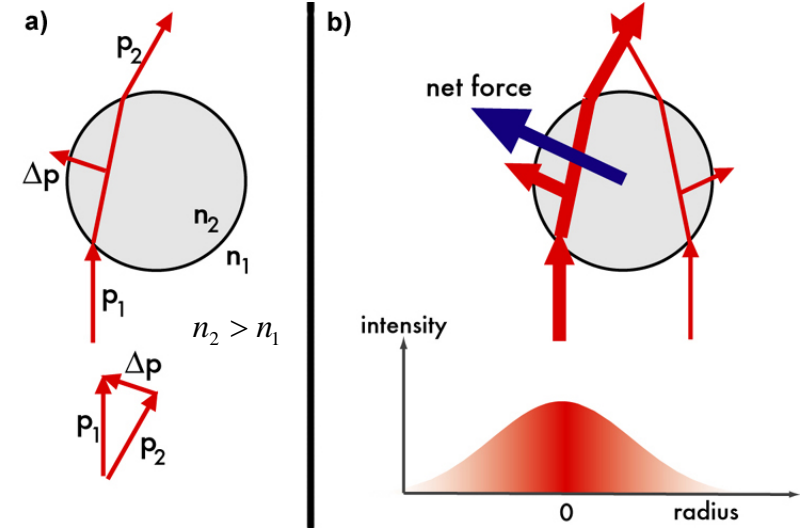 a)
p₂
Δp
n₂
n₁
p₁
n₂ > n₁
Δp
p₁
p₂
b)
net force
intensity
0
radius